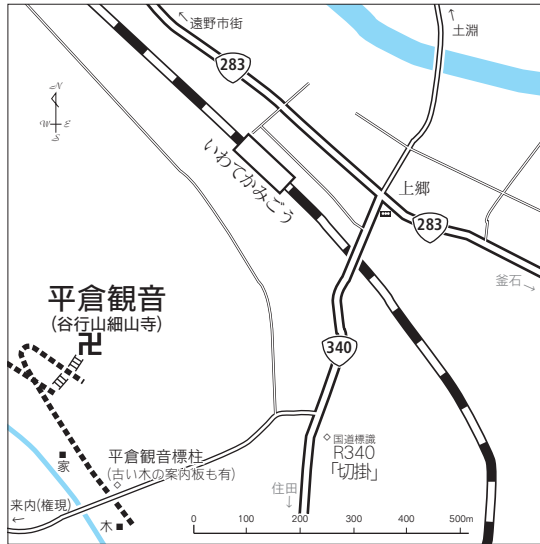 遠野市街
土淵
283
N
W E
S
いわてかみごう
上郷
283
釜石
平倉観音
(谷行山細山寺)
卍
340
国道標識
R340
「切掛」
平倉観音標柱
(古い木の案内板も有)
家
住田
来内(権現)
木
0 100 200 300 400 500m